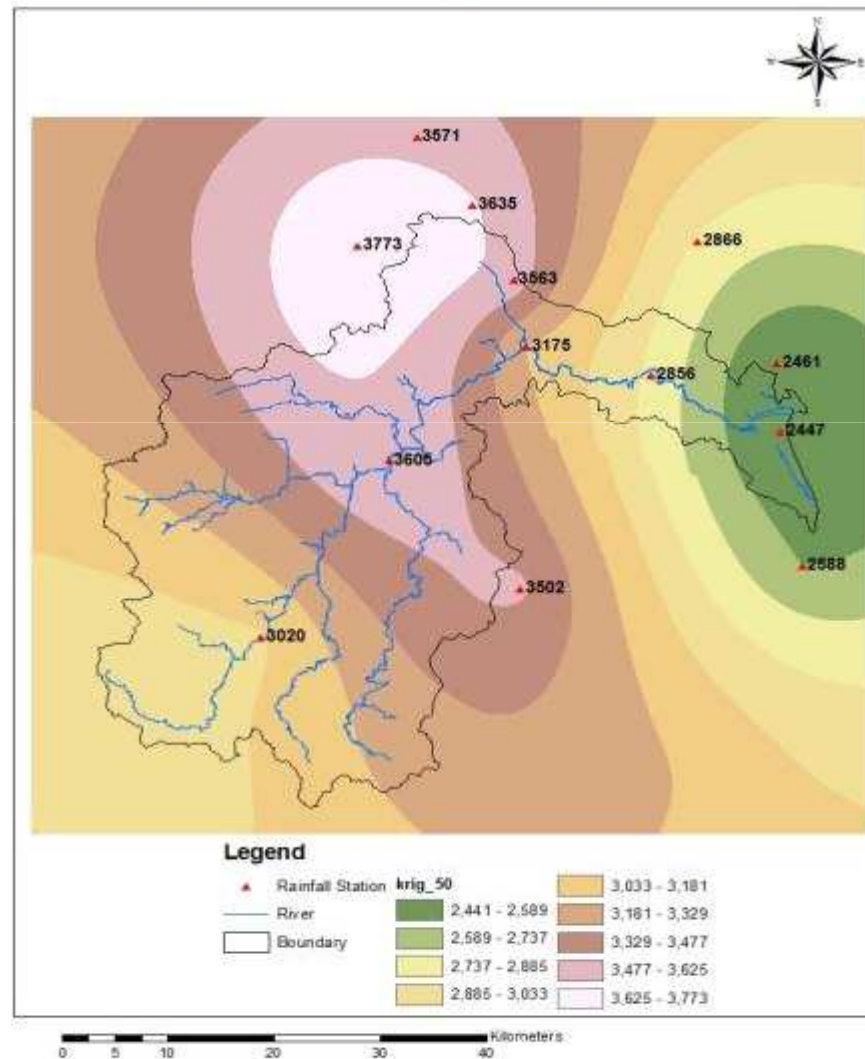 N
W
E
S
3571
3635
3773
2866
3563
3175
2461
2856
2447
3605
2588
3502
3020
Legend
Rainfall Station
River
Boundary
krig_50
2,441 - 2,589
2,589 - 2,737
2,737 - 2,885
2,885 - 3,033
3,033 - 3,181
3,181 - 3,329
3,329 - 3,477
3,477 - 3,625
3,625 - 3,773
Kilometers
0 5 10 20 30 40